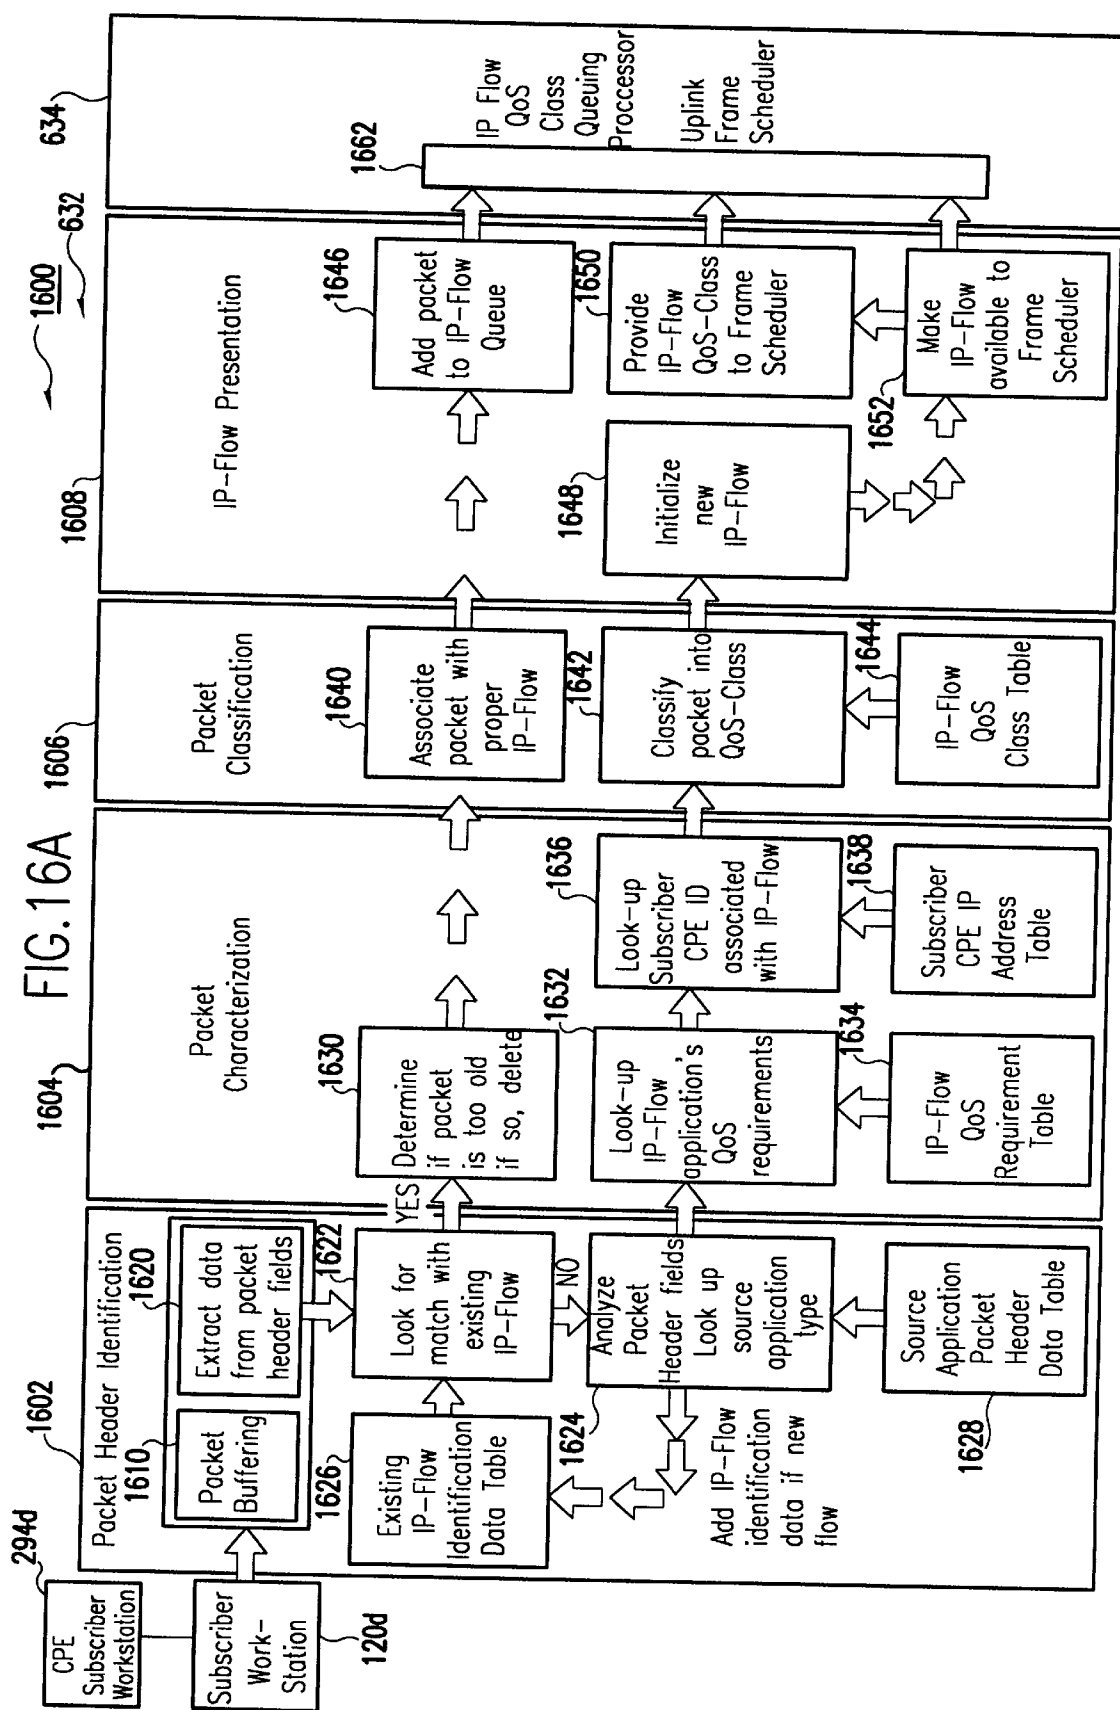 FIG.16A
1600
632
634
1602
Packet Header Identification
1604
Packet
Characterization
1606
Packet
Classification
1608
IP-Flow Presentation
294d
CPE
Subscriber
Workstation
Subscriber
Work-
Station
120d
1610
Packet
Buffering
1620
Extract data
from packet
header fields
1622
Look for
match with
existing
IP-Flow
YES
NO
1626
Existing
IP-Flow
Identification
Data Table
1624
Analyze
Packet
Header fields
Look up
source
application
type
Add IP-Flow
identification
data if new
flow
1628
Source
Application
Packet
Header
Data Table
1630
Determine
if packet
is too old
if so, delete
1632
Look-up
IP-Flow
application's
QoS
requirements
1634
IP-Flow
QoS
Requirement
Table
1636
Look-up
Subscriber
CPE ID
associated
with IP-Flow
1638
Subscriber
CPE IP
Address
Table
1640
Associate
packet with
proper
IP-Flow
1642
Classify
packet into
QoS-Class
1644
IP-Flow
QoS
Class Table
1646
Add packet
to IP-Flow
Queue
1648
Initialize
new
IP-Flow
1650
Provide
IP-Flow
QoS-Class
to Frame
Scheduler
1652
Make
IP-Flow
available to
Frame
Scheduler
1662
IP Flow
QoS
Class
Queuing
Proccessor
Uplink
Frame
Scheduler